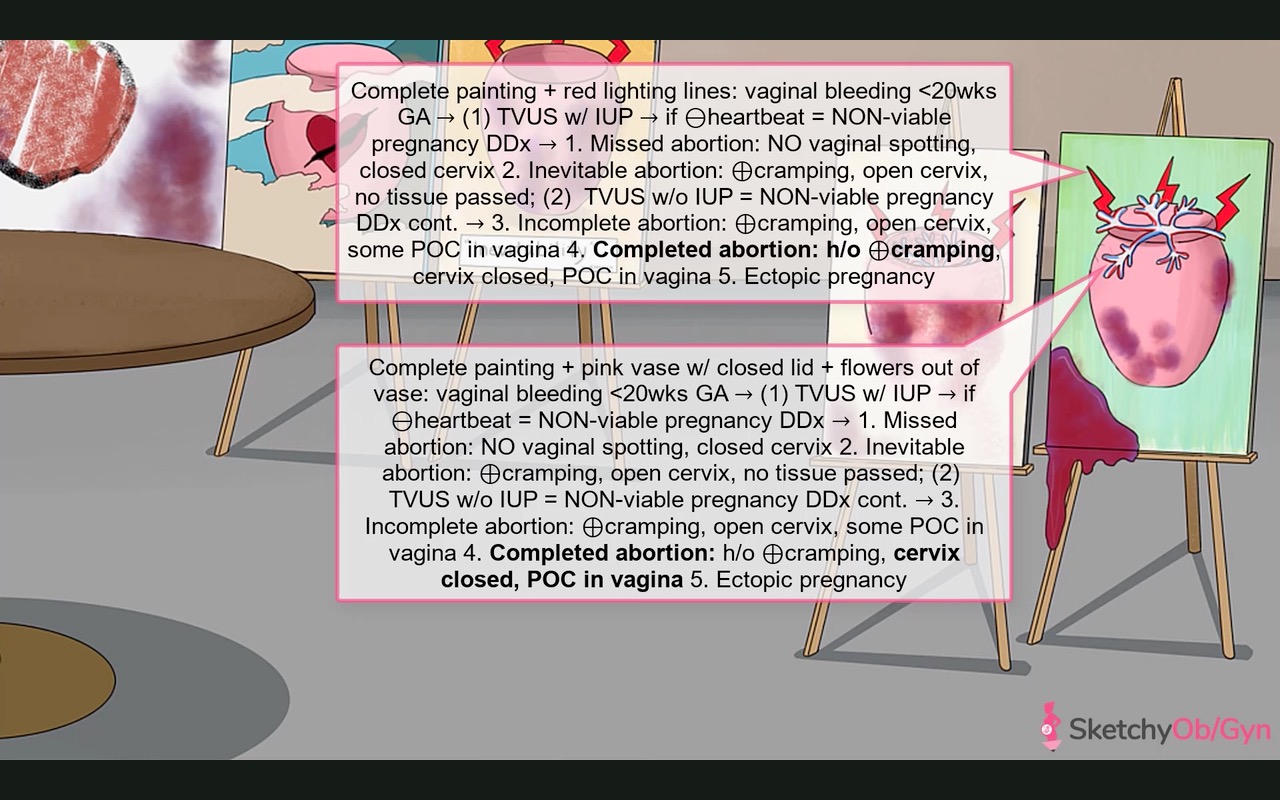 Complete painting + red lighting lines: vaginal bleeding <20wks
GA → (1) TVUS w/ IUP → if ⊖heartbeat = NON-viable
pregnancy DDx → 1. Missed abortion: NO vaginal spotting,
closed cervix 2. Inevitable abortion: ⊕cramping, open cervix,
no tissue passed; (2) TVUS w/o IUP = NON-viable pregnancy
DDx cont. → 3. Incomplete abortion: ⊕cramping, open cervix,
some POC in vagina 4. Completed abortion: h/o ⊕cramping,
cervix closed, POC in vagina 5. Ectopic pregnancy
Complete painting + pink vase w/ closed lid + flowers out of
vase: vaginal bleeding <20wks GA → (1) TVUS w/ IUP → if
⊖heartbeat = NON-viable pregnancy DDx → 1. Missed
abortion: NO vaginal spotting, closed cervix 2. Inevitable
abortion: ⊕cramping, open cervix, no tissue passed; (2)
TVUS w/o IUP = NON-viable pregnancy DDx cont. → 3.
Incomplete abortion: ⊕cramping, open cervix, some POC in
vagina 4. Completed abortion: h/o ⊕cramping, cervix
closed, POC in vagina 5. Ectopic pregnancy
SketchyOb/Gyn